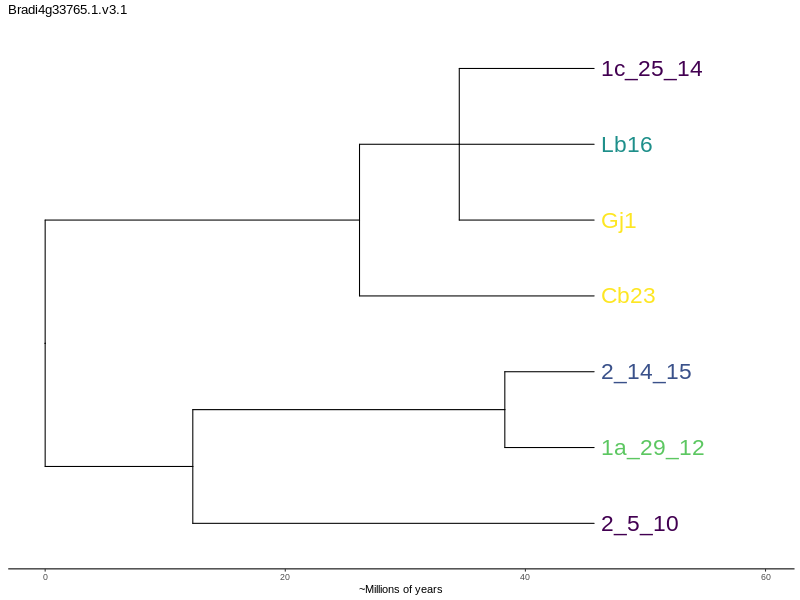 Bradi4g33765.1.v3.1
1c_25_14
Lb16
Gj1
Cb23
2_14_15
1a_29_12
2_5_10
0 20 40 60
~Millions of years